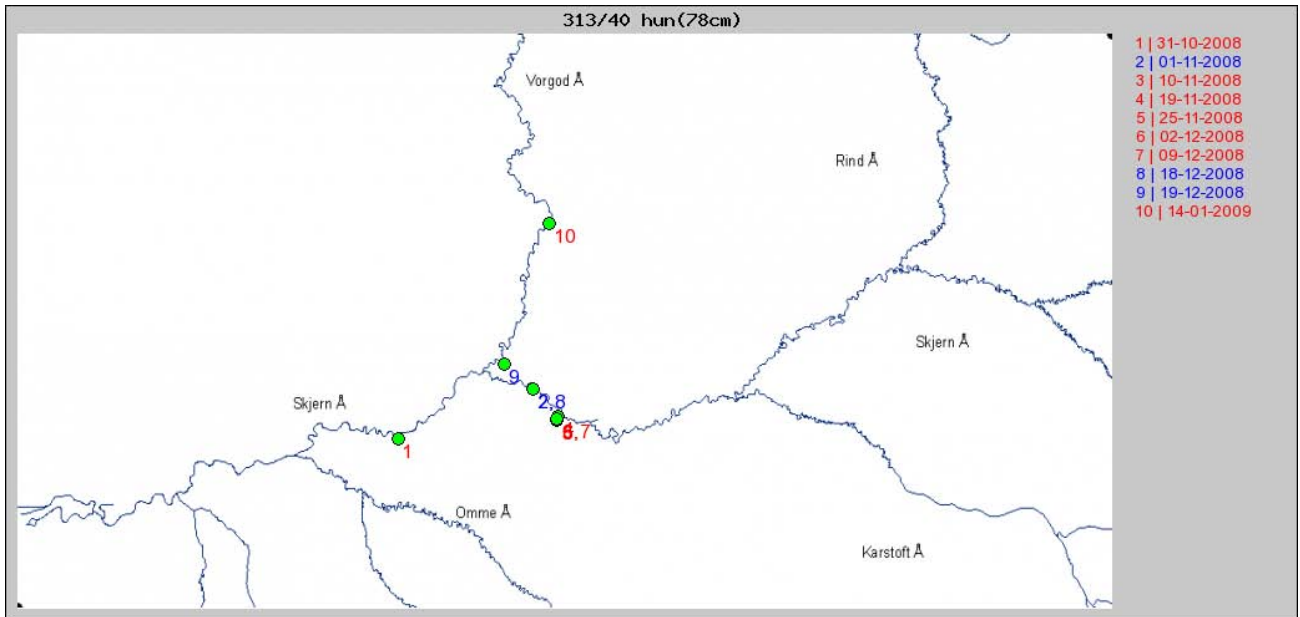 313/40 hun(78cm)
1 | 31-10-2008
2 | 01-11-2008
3 | 10-11-2008
4 | 19-11-2008
5 | 25-11-2008
6 | 02-12-2008
7 | 09-12-2008
8 | 18-12-2008
9 | 19-12-2008
10 | 14-01-2009
Vorgod Å
Rind Å
10
Skjern Å
9
2,8
Skjern Å
7
1
Omme Å
Karstoft Å